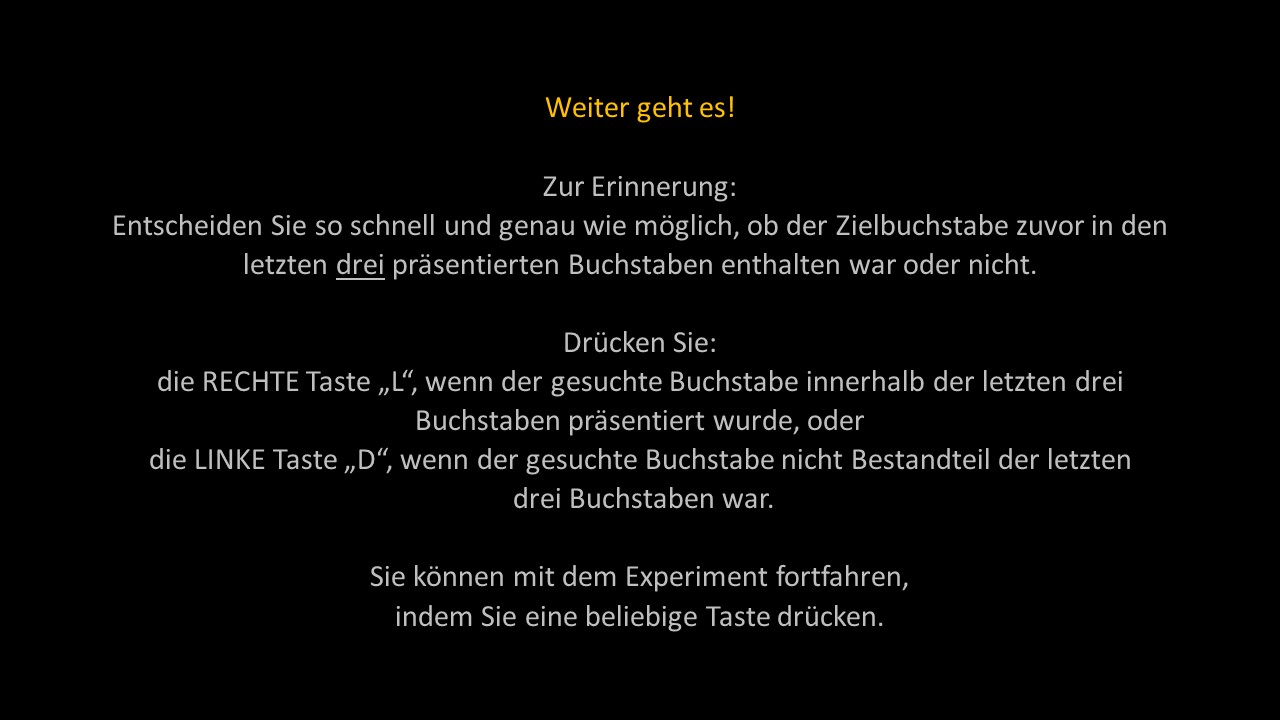 Weiter geht es!
Zur Erinnerung:
Entscheiden Sie so schnell und genau wie möglich, ob der Zielbuchstabe zuvor in den
letzten drei präsentierten Buchstaben enthalten war oder nicht.
Drücken Sie:
die RECHTE Taste „L“, wenn der gesuchte Buchstabe innerhalb der letzten drei
Buchstaben präsentiert wurde, oder
die LINKE Taste „D“, wenn der gesuchte Buchstabe nicht Bestandteil der letzten
drei Buchstaben war.
Sie können mit dem Experiment fortfahren,
indem Sie eine beliebige Taste drücken.